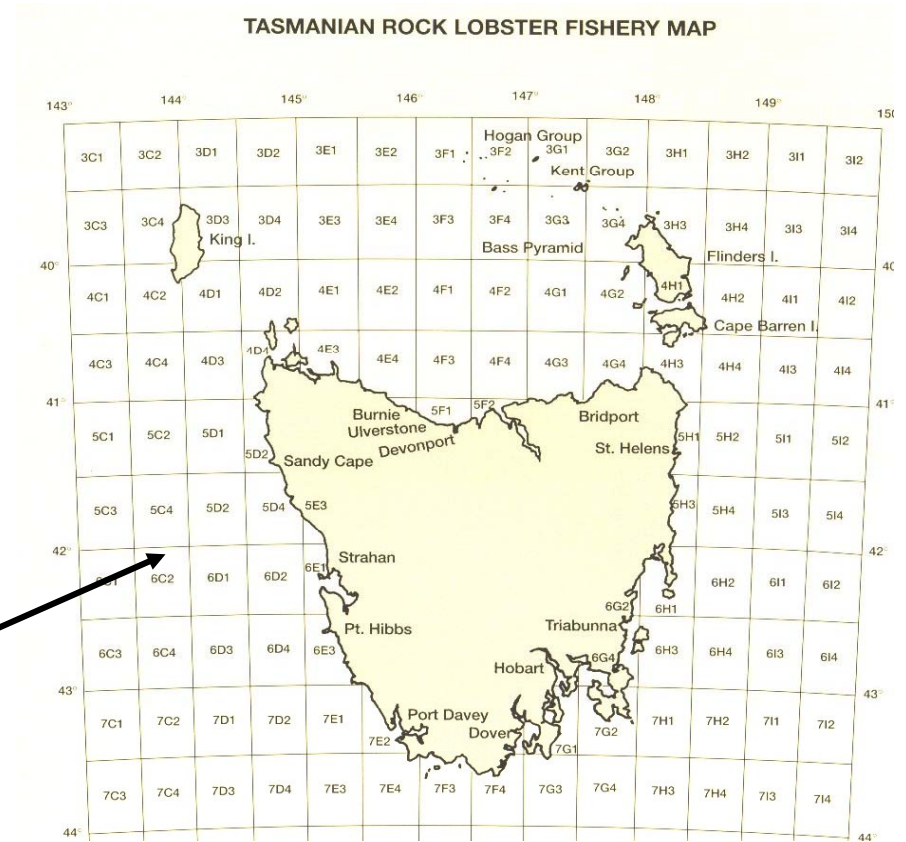 TASMANIAN ROCK LOBSTER FISHERY MAP
143° 144° 145° 146° 147° 148° 149° 150
Hogan Group
3C1 3C2 3D1 3D2 3E1 3E2 3F1 3F2 3G1 3G2 3H1 3H2 3I1 3I2
Kent Group
3C3 3C4 3D3 3D4 3E3 3E4 3F3 3F4 3G3 3G4 3H3 3H4 3I3 3I4
King I.
Bass Pyramid
Flinders I.
40° 40
4C1 4C2 4D1 4D2 4E1 4E2 4F1 4F2 4G1 4G2 4H1 4H2 4I1 4I2
Cape Barren I.
4C3 4C4 4D3 4D4 4E3 4E4 4F3 4F4 4G3 4G4 4H3 4H4 4I3 4I4
41° 41°
Burnie 5F1 5F2 Bridport
Ulverstone
5C1 5C2 5D1 Devonport St. Helens 5H1 5H2 5I1 5I2
5D2 Sandy Cape
5C3 5C4 5D2 5D4 5E3 5H3 5H4 5I3 5I4
42° Strahan 42°
6C2 6D1 6D2 6E1 6H2 6I1 6I2
6G2 6H1
Pt. Hibbs Triabunna
6C3 6C4 6D3 6D4 6E3 Hobart 6G4 6H3 6H4 6I3 6I4
43° 43°
7C1 7C2 7D1 7D2 7E1 Port Davey 7G2 7H1 7H2 7I1 7I2
7E2 Dover 7G1
7C3 7C4 7D3 7D4 7E3 7E4 7F3 7F4 7G3 7G4 7H3 7H4 7I3 7I4
44° 44°